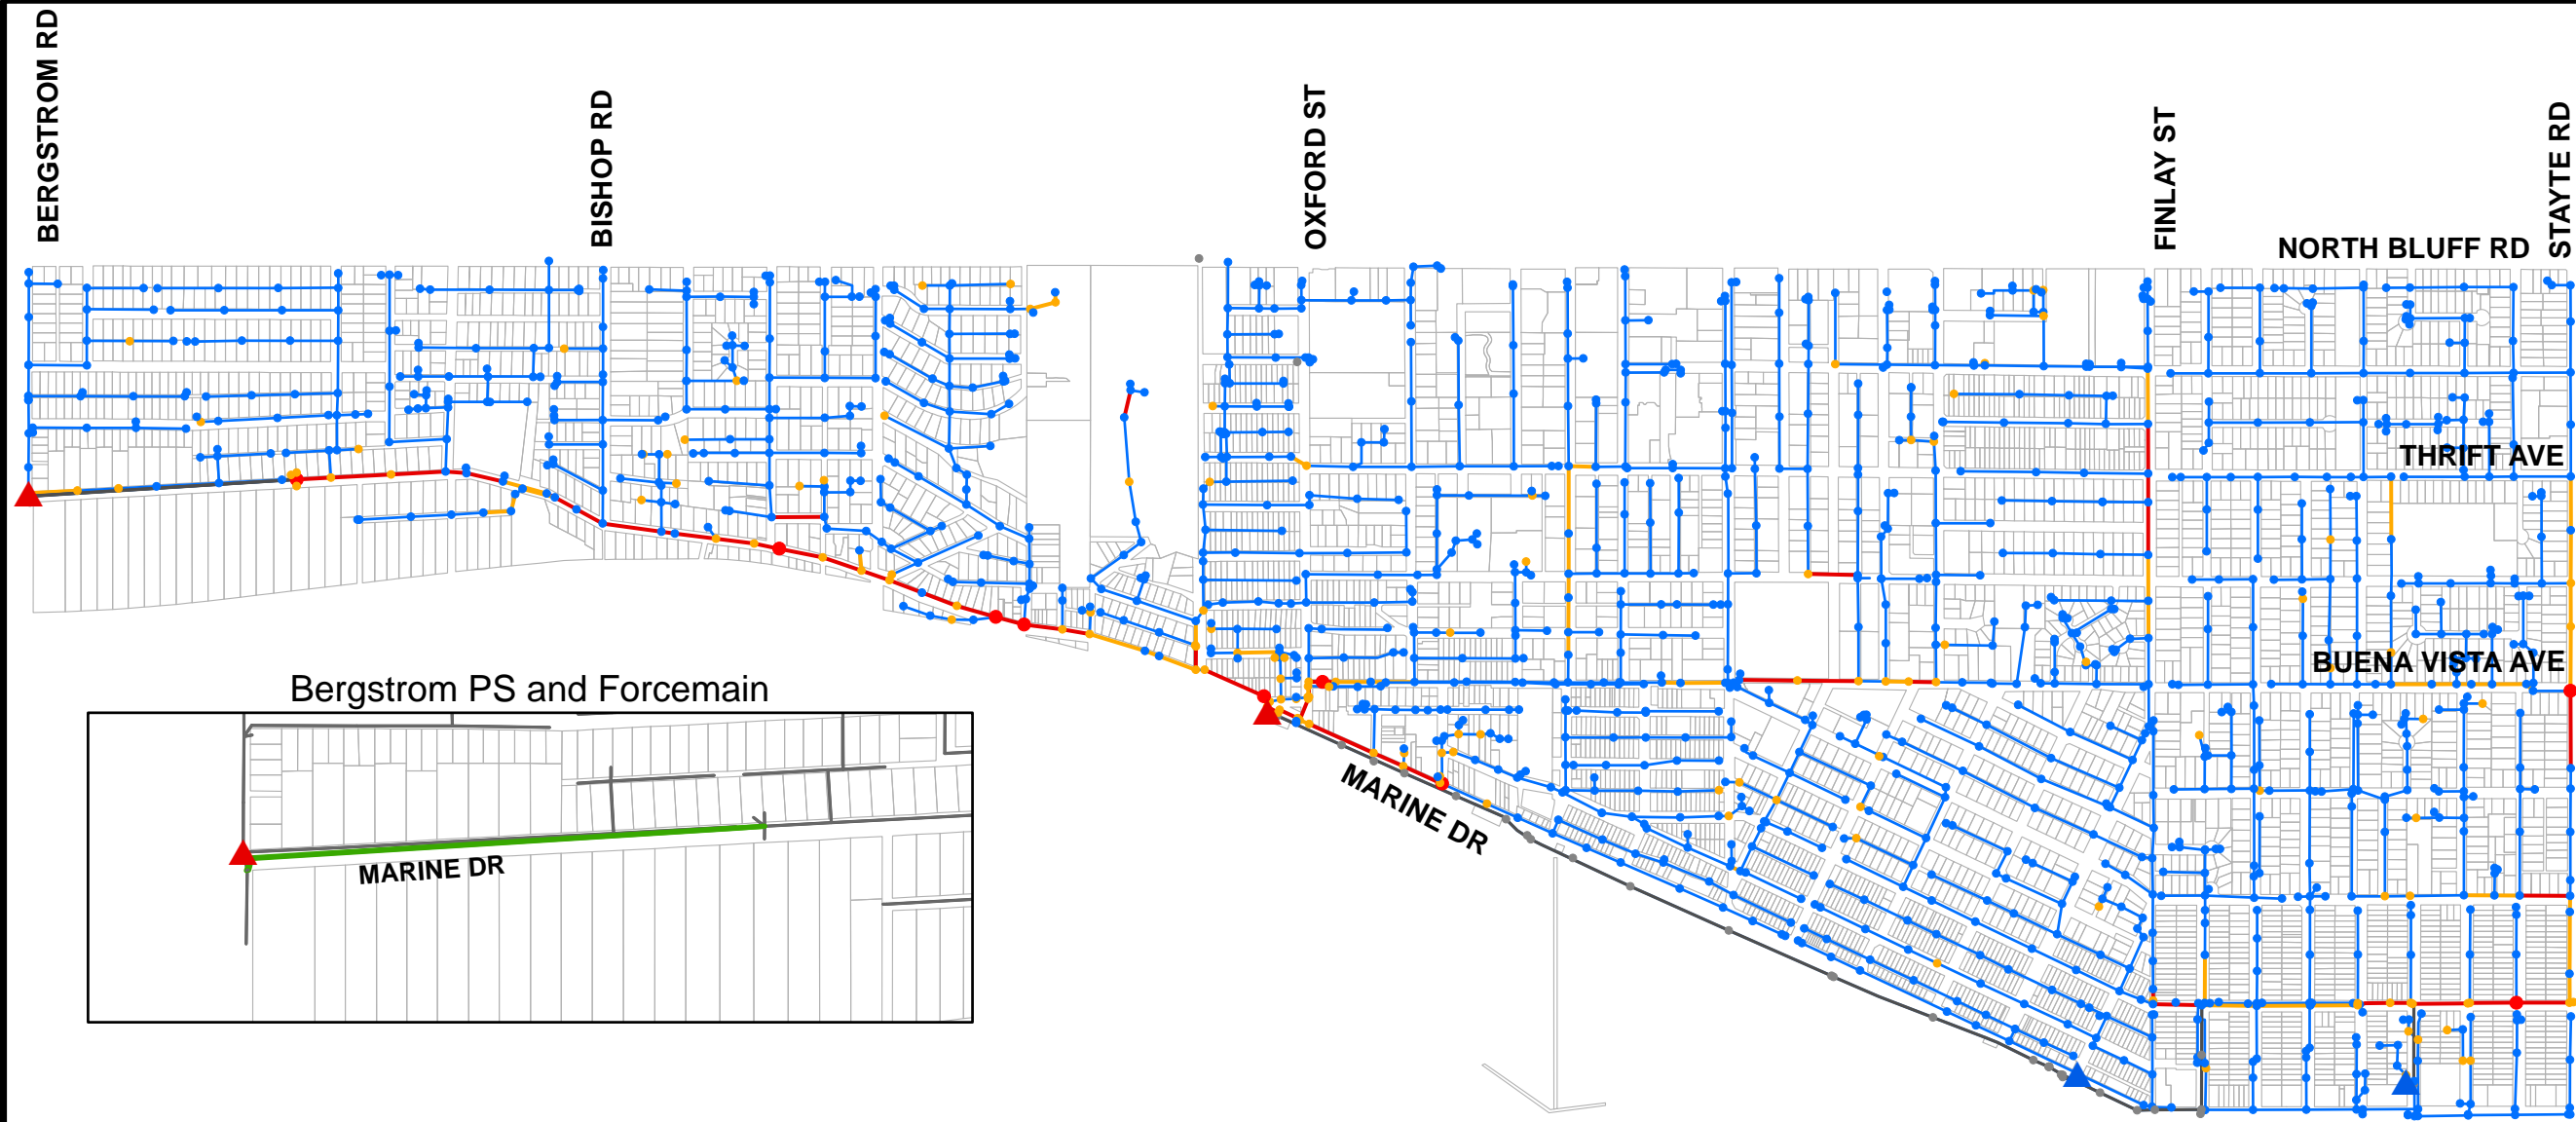 BERGSTROM RD
BISHOP RD
OXFORD ST
FINLAY ST
STAYTE RD
NORTH BLUFF RD
THRIFT AVE
BUENA VISTA AVE
Bergstrom PS and Forcemain
MARINE DR
MARINE DR